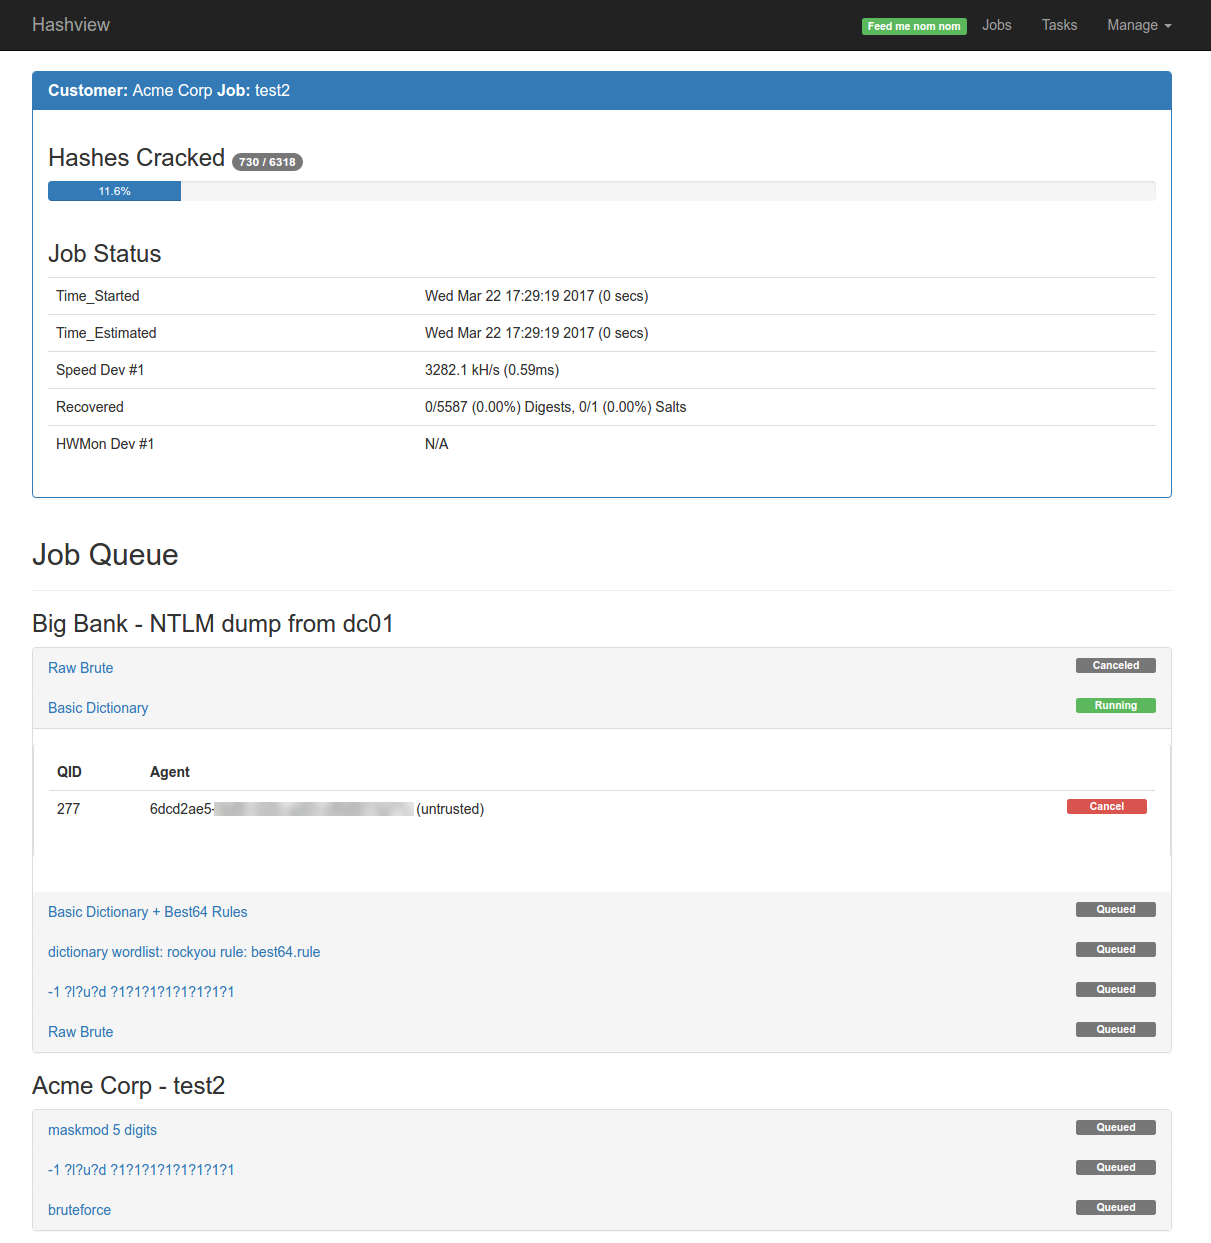 Hashview Feed me nom nom Jobs Tasks Manage
Customer: Acme Corp Job: test2
Hashes Cracked 730 / 6318
11.6%
Job Status
Time_Started Wed Mar 22 17:29:19 2017 (0 secs)
Time_Estimated Wed Mar 22 17:29:19 2017 (0 secs)
Speed Dev #1 3282.1 kH/s (0.59ms)
Recovered 0/5587 (0.00%) Digests, 0/1 (0.00%) Salts
HWMon Dev #1 N/A
Job Queue
Big Bank - NTLM dump from dc01
Raw Brute Canceled
Basic Dictionary Running
QID Agent
277 6dcd2ae5- (untrusted) Cancel
Basic Dictionary + Best64 Rules Queued
dictionary wordlist: rockyou rule: best64.rule Queued
-1 ?l?u?d ?1?1?1?1?1?1?1?1 Queued
Raw Brute Queued
Acme Corp - test2
maskmod 5 digits Queued
-1 ?l?u?d ?1?1?1?1?1?1?1?1 Queued
bruteforce Queued